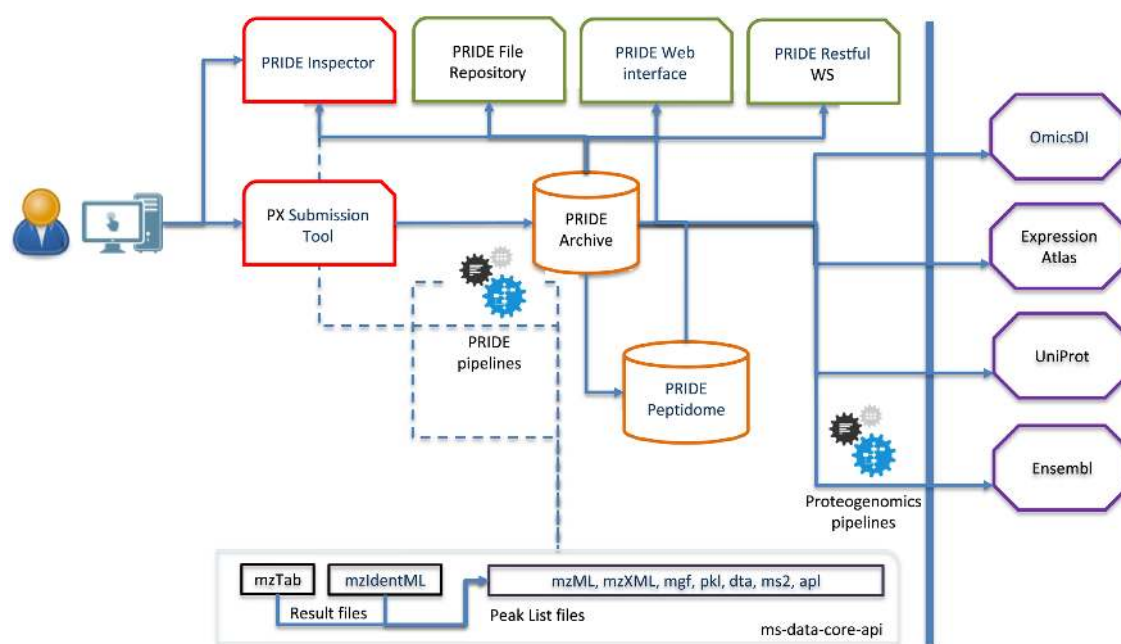 PRIDE Inspector
PRIDE File
Repository
PRIDE Web
interface
PRIDE Restful
WS
OmicsDI
PX Submission
Tool
PRIDE
Archive
Expression
Atlas
PRIDE
pipelines
PRIDE
Peptidome
UniProt
Ensembl
Proteogenomics
pipelines
mzTab
mzIdentML
mzML, mzXML, mgf, pkl, dta, ms2, apl
Result files
Peak List files
ms-data-core-api